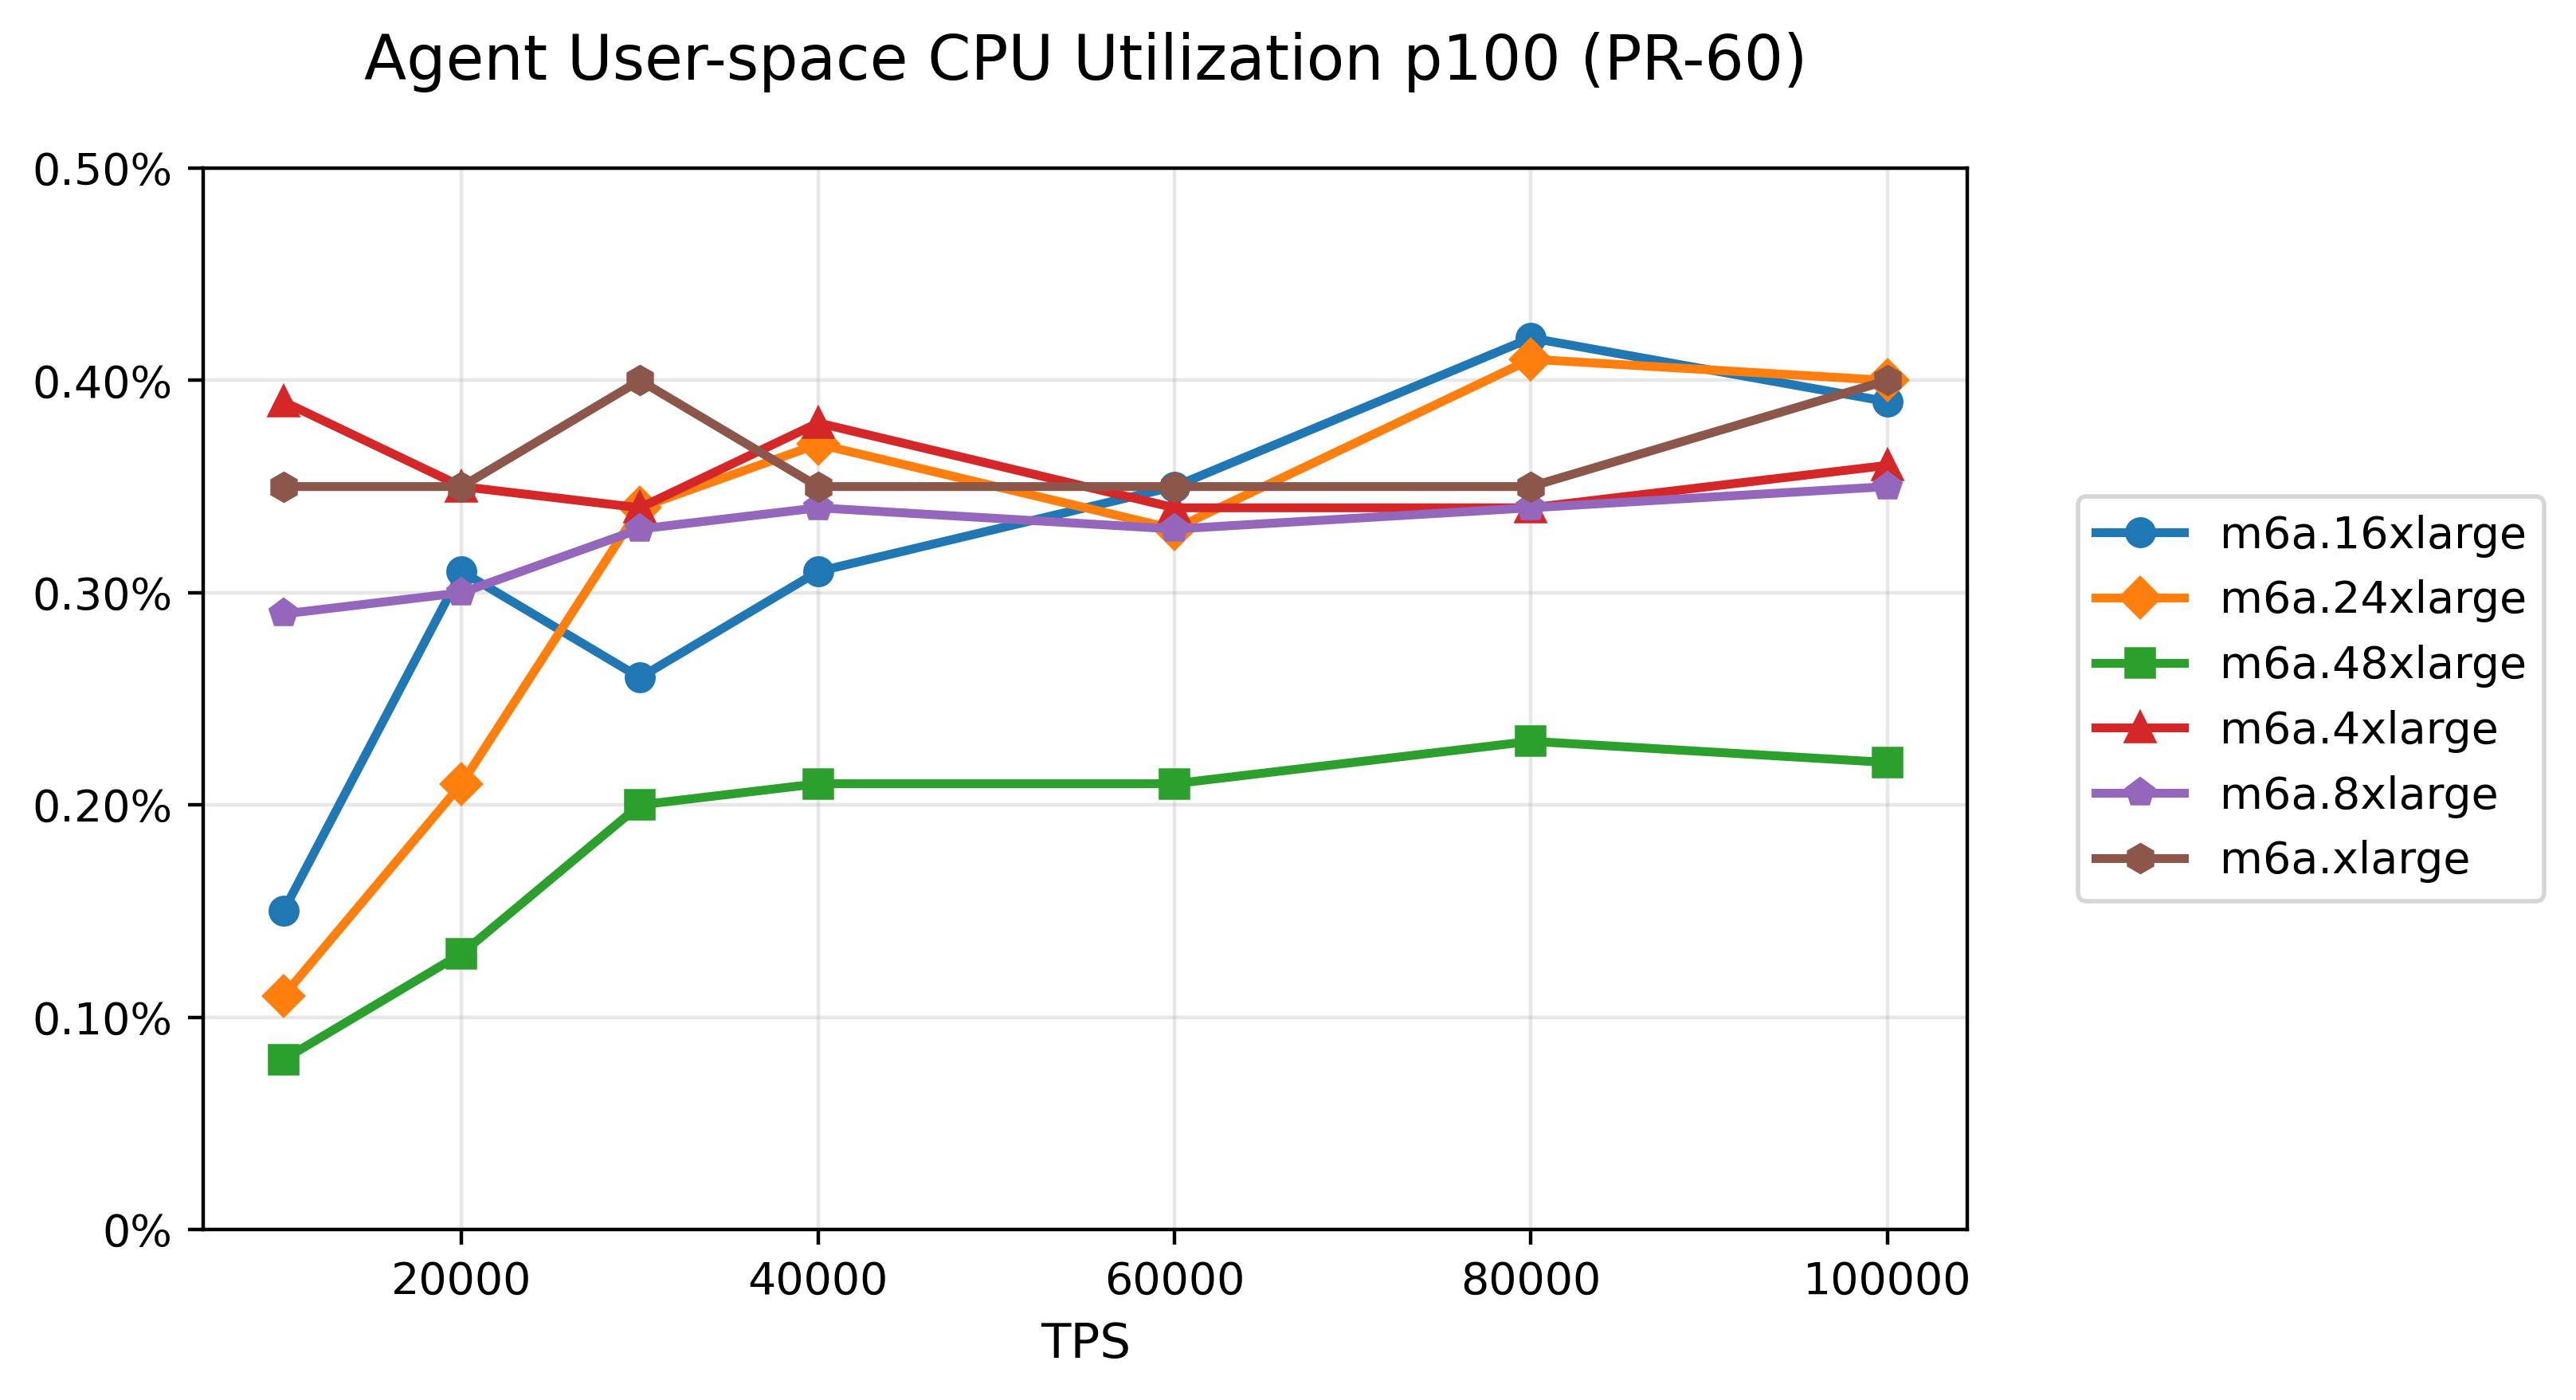 Agent User-space CPU Utilization p100 (PR-60)
0.50%
0.40%
0.30%
0.20%
0.10%
0%
20000 40000 60000 80000 100000
TPS
m6a.16xlarge
m6a.24xlarge
m6a.48xlarge
m6a.4xlarge
m6a.8xlarge
m6a.xlarge